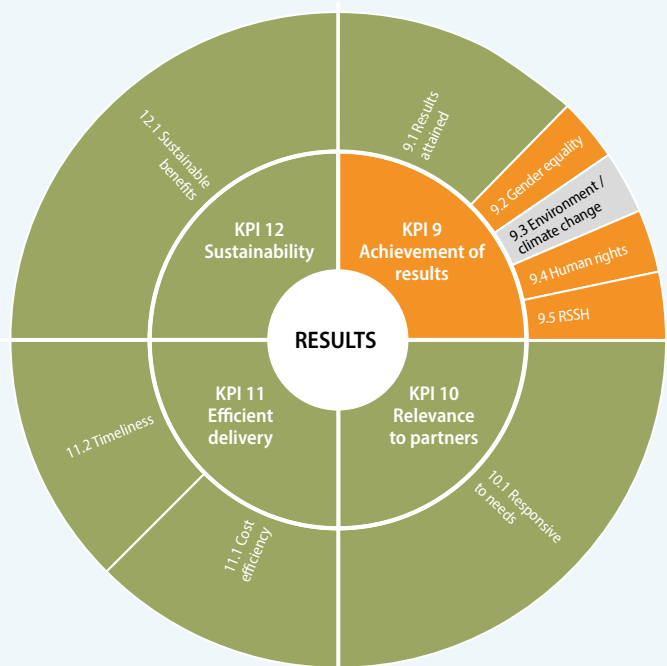 12.1 Sustainable
benefits
9.1 Results
attained
9.2 Gender equality
9.3 Environment /
climate change
9.4 Human rights
9.5 RSSH
KPI 12
Sustainability
KPI 9
Achievement of
results
RESULTS
KPI 11
Efficient
delivery
KPI 10
Relevance
to partners
11.2 Timeliness
11.1 Cost
efficiency
10.1 Responsive
to needs